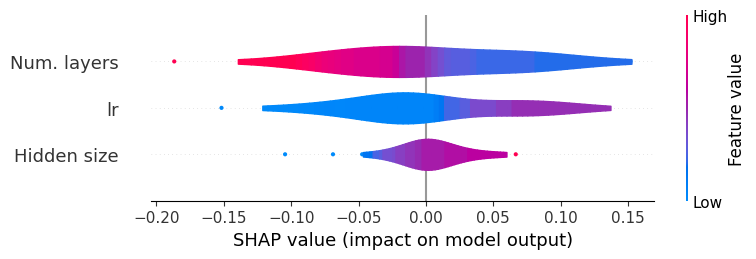 High
Num. layers
lr
Hidden size
Feature value
Low
−0.20 −0.15 −0.10 −0.05 0.00 0.05 0.10 0.15
SHAP value (impact on model output)